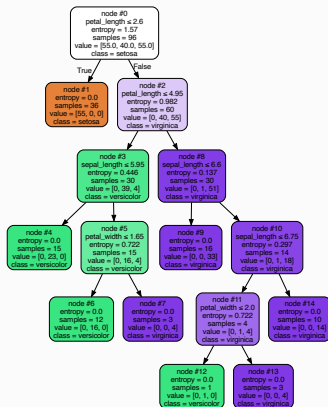 node #0
petal_length ≤ 2.6
entropy = 1.57
samples = 96
value = [55.0, 40.0, 55.0]
class = setosa
True
False
node #1
entropy = 0.0
samples = 36
value = [55, 0, 0]
class = setosa
node #2
petal_length ≤ 4.95
entropy = 0.982
samples = 60
value = [0, 40, 55]
class = virginica
node #3
sepal_length ≤ 5.95
entropy = 0.446
samples = 30
value = [0, 39, 4]
class = versicolor
node #8
sepal_length ≤ 6.6
entropy = 0.137
samples = 30
value = [0, 1, 51]
class = virginica
node #4
entropy = 0.0
samples = 15
value = [0, 23, 0]
class = versicolor
node #5
petal_width ≤ 1.65
entropy = 0.722
samples = 15
value = [0, 16, 4]
class = versicolor
node #9
entropy = 0.0
samples = 16
value = [0, 0, 33]
class = virginica
node #10
sepal_length ≤ 6.75
entropy = 0.297
samples = 14
value = [0, 1, 18]
class = virginica
node #6
entropy = 0.0
samples = 12
value = [0, 16, 0]
class = versicolor
node #7
entropy = 0.0
samples = 3
value = [0, 0, 4]
class = virginica
node #11
petal_width ≤ 2.0
entropy = 0.722
samples = 4
value = [0, 1, 4]
class = virginica
node #14
entropy = 0.0
samples = 10
value = [0, 0, 14]
class = virginica
node #12
entropy = 0.0
samples = 1
value = [0, 1, 0]
class = versicolor
node #13
entropy = 0.0
samples = 3
value = [0, 0, 4]
class = virginica